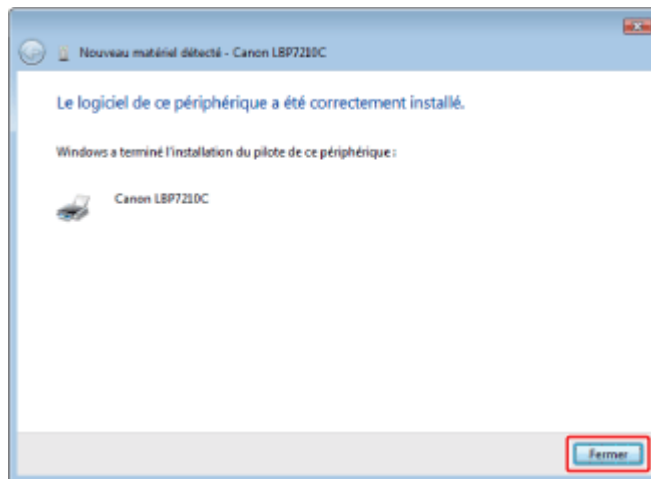 Nouveau matériel détecté - Canon LBP7210C
Le logiciel de ce périphérique a été correctement installé.
Windows a terminé l'installation du pilote de ce périphérique :
Canon LBP7210C
Fermer